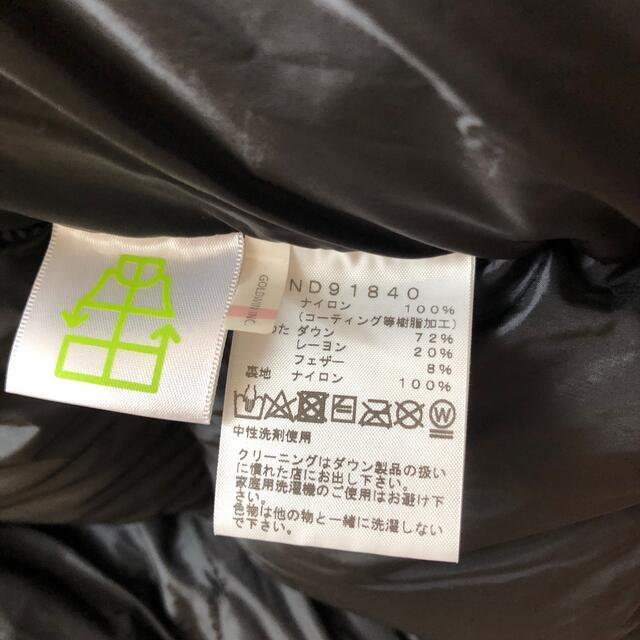 GOLDWIN INC
ND91840
ナイロン 100%
(コーティング等樹脂加工)
わた ダウン 72%
レーヨン 20%
フェザー 8%
裏地 ナイロン 100%
中性洗剤使用
クリーニングはダウン製品の扱い
に慣れた店にお出し下さい。
家庭用洗濯機のご使用はお避け下
さい。
色物は他の物と一緒に洗濯しない
で下さい。